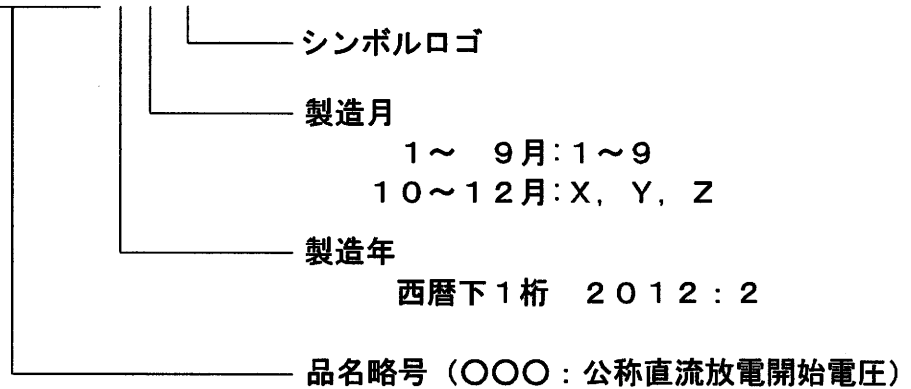 シンボルロゴ
製造月
1～ 9月:1～9
10～12月:X, Y, Z
製造年
西暦下1桁 2012:2
品名略号(○○○:公称直流放電開始電圧)